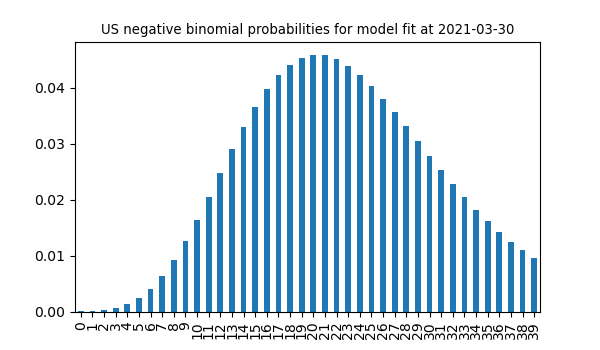 US negative binomial probabilities for model fit at 2021-03-30
0.04
0.03
0.02
0.01
0.00
0 1 2 3 4 5 6 7 8 9 10 11 12 13 14 15 16 17 18 19 20 21 22 23 24 25 26 27 28 29 30 31 32 33 34 35 36 37 38 39